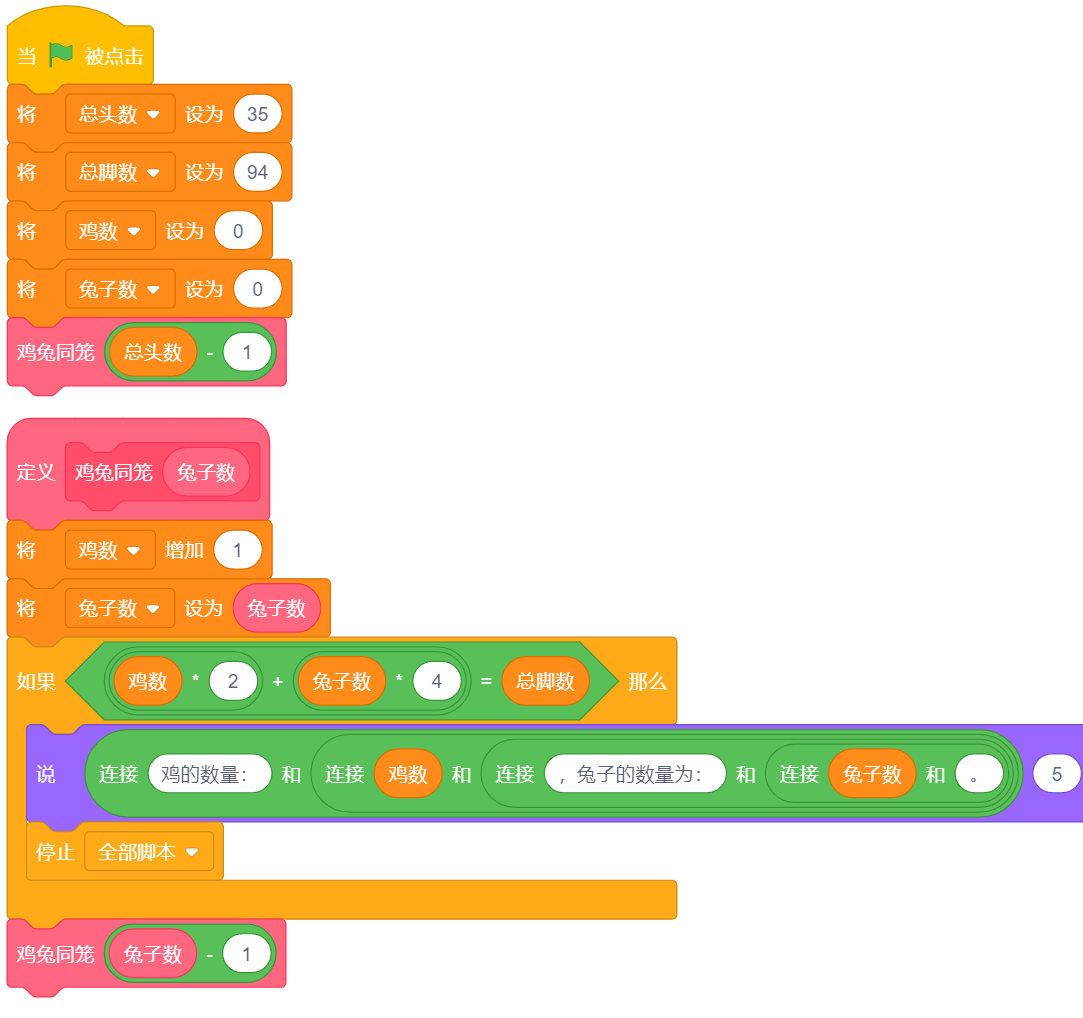 当 被点击
将 总头数 设为 35
将 总脚数 设为 94
将 鸡数 设为 0
将 兔子数 设为 0
鸡兔同笼 总头数 - 1
定义 鸡兔同笼 兔子数
将 鸡数 增加 1
将 兔子数 设为 兔子数
如果 鸡数 * 2 + 兔子数 * 4 = 总脚数 那么
说 连接 鸡的数量： 和 连接 鸡数 和 连接 ，兔子的数量为： 和 连接 兔子数 和 。 5
停止 全部脚本
鸡兔同笼 兔子数 - 1